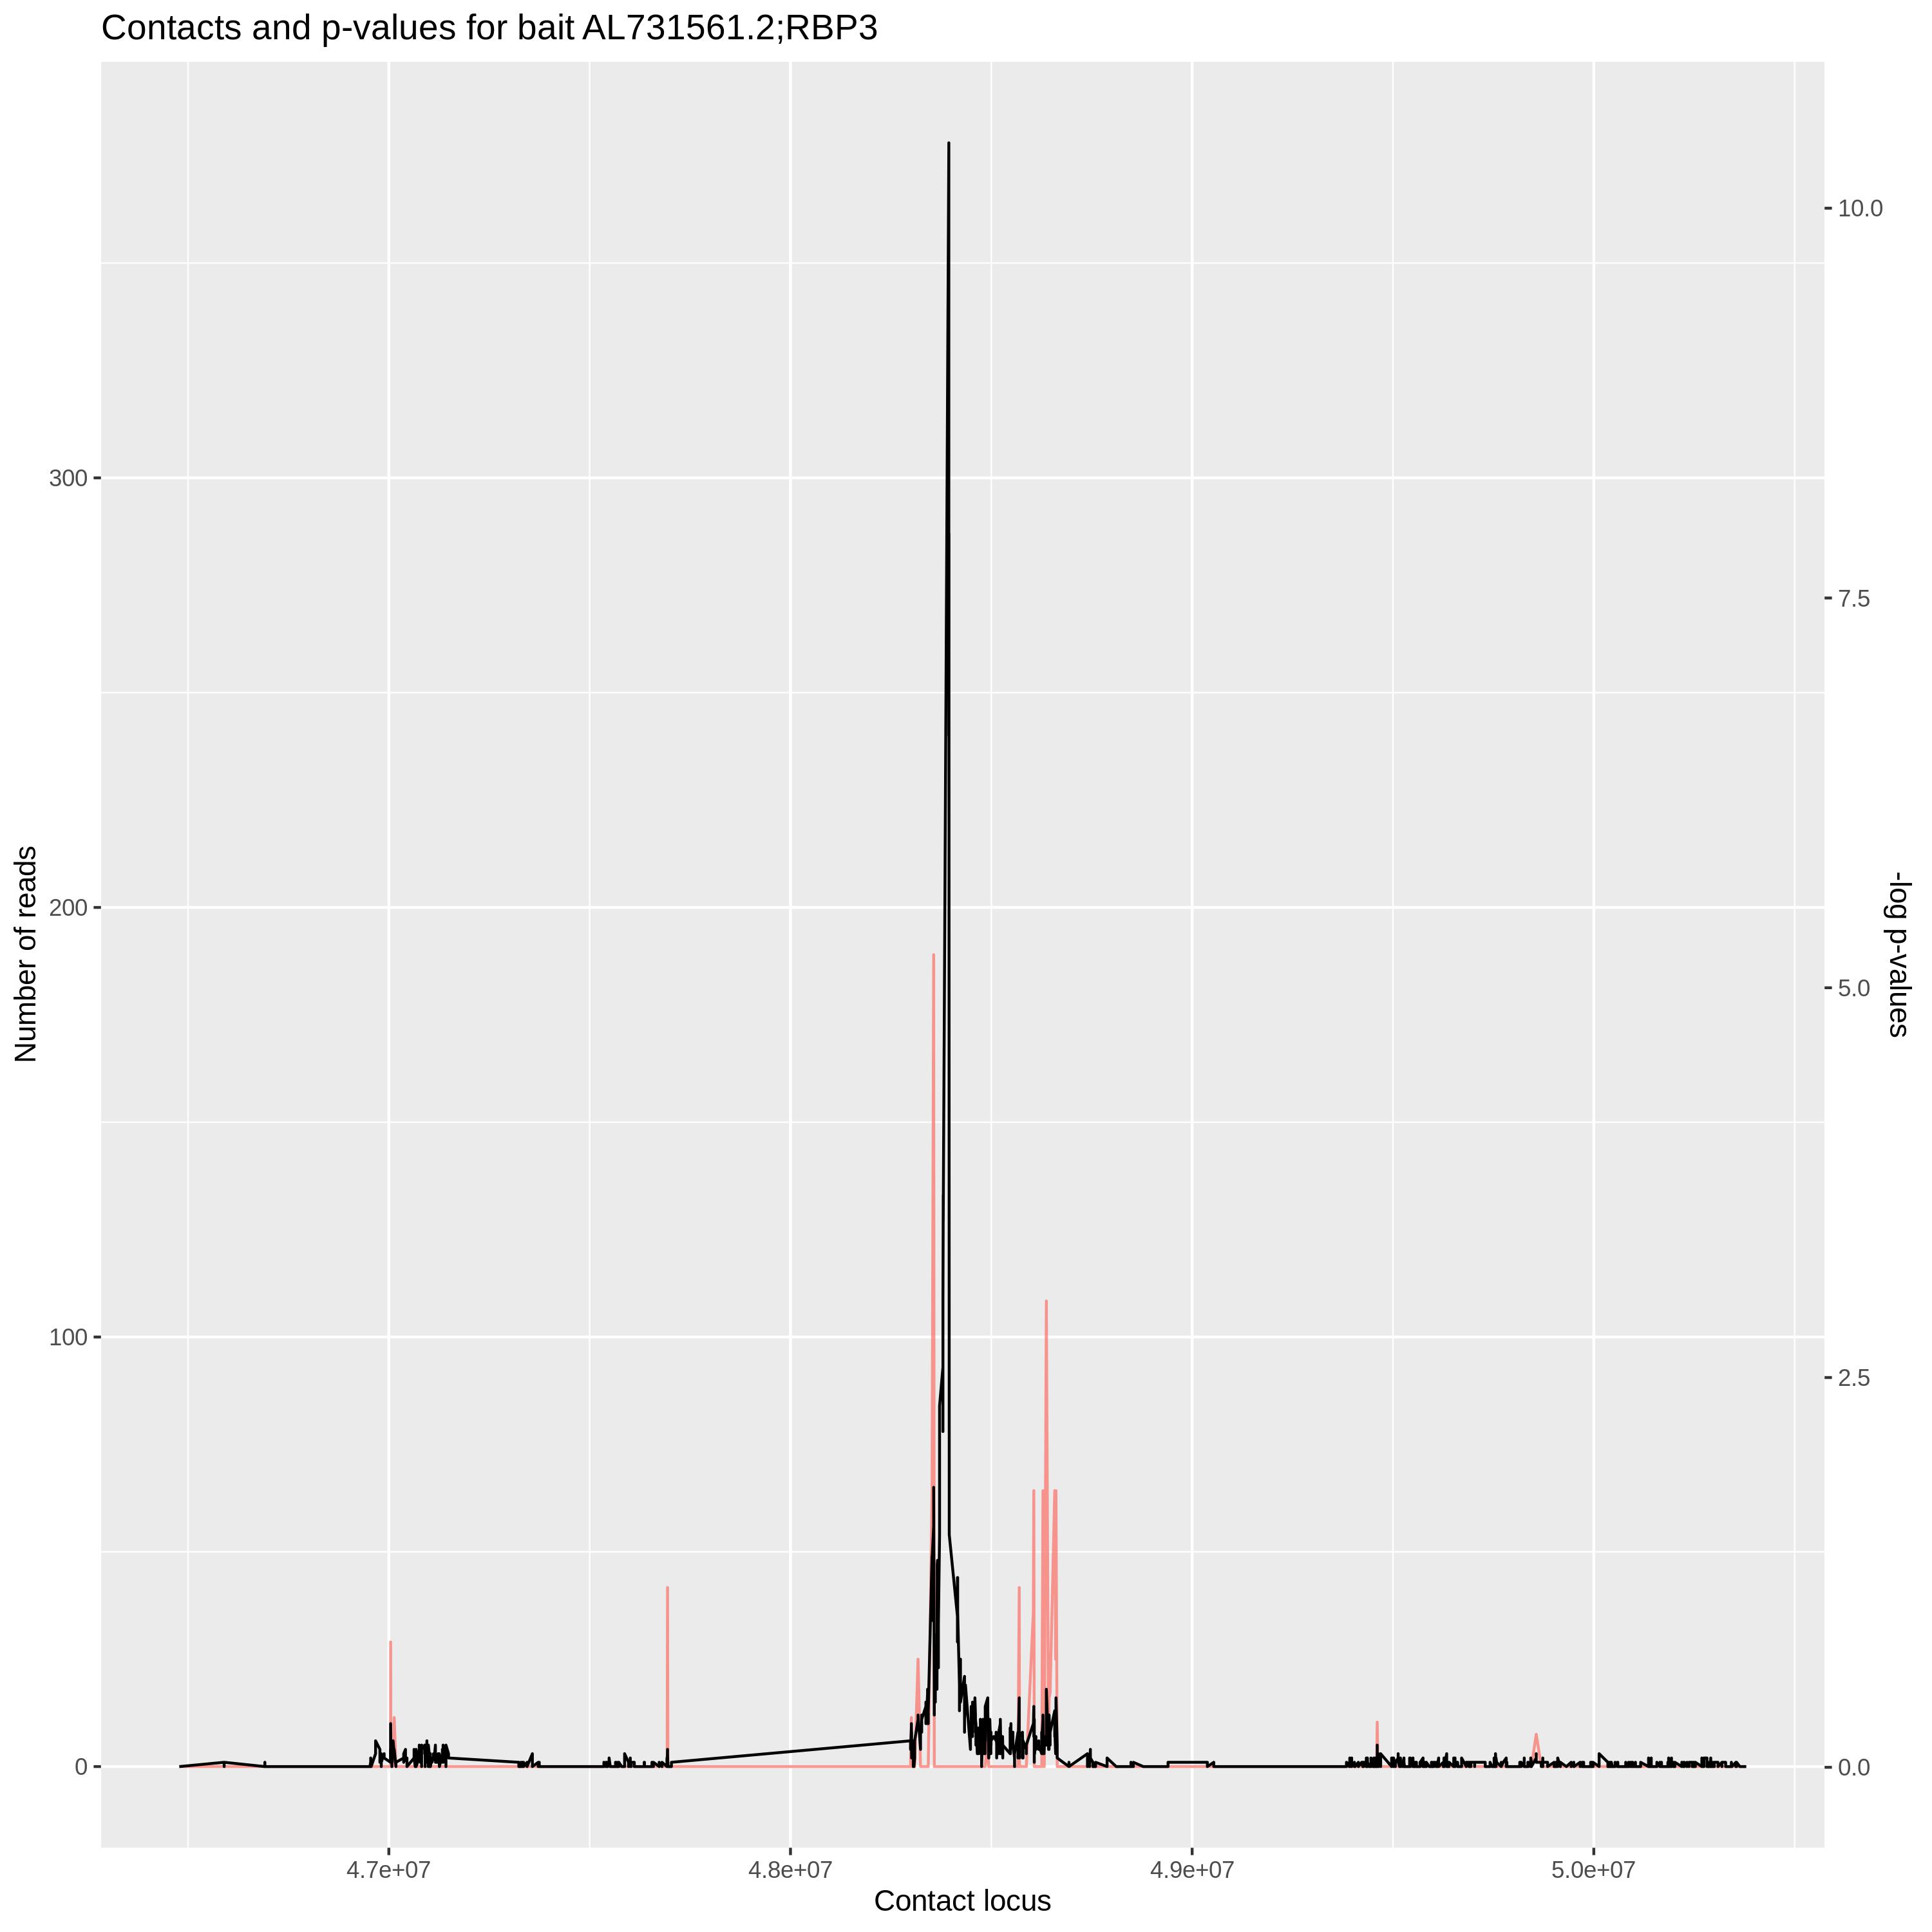 Contacts and p-values for bait AL731561.2;RBP3
Number of reads
300
200
100
0
10.0
7.5
5.0
2.5
0.0
-log p-values
4.7e+07
4.8e+07
4.9e+07
5.0e+07
Contact locus